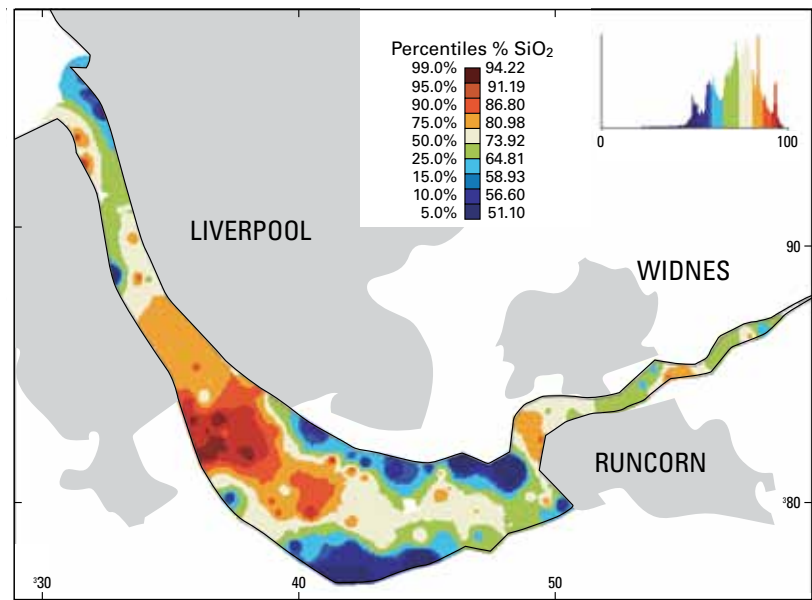 Percentiles % SiO₂
99.0% 94.22
95.0% 91.19
90.0% 86.80
75.0% 80.98
50.0% 73.92
25.0% 64.81
15.0% 58.93
10.0% 56.60
5.0% 51.10
0 100
LIVERPOOL
90
WIDNES
RUNCORN
³80
³30 40 50